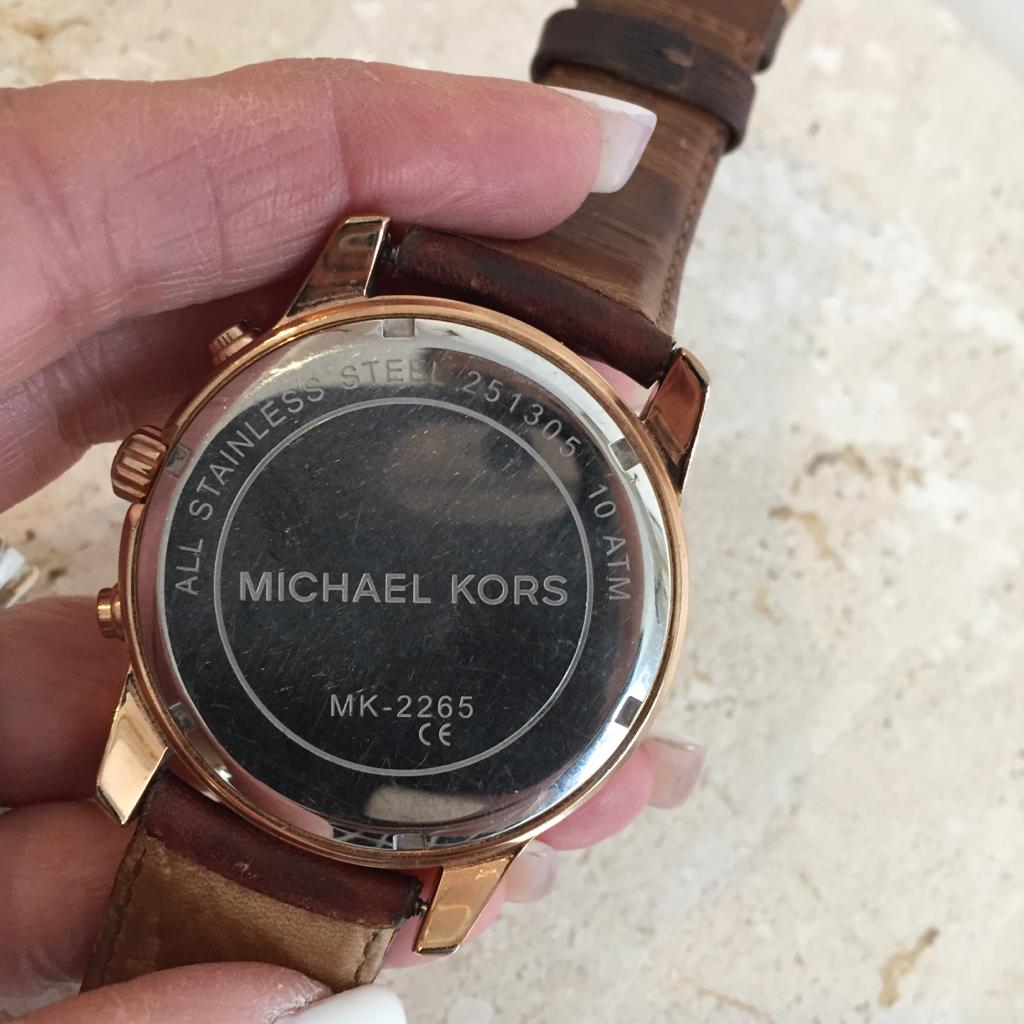 ALL STAINLESS STEEL 251305 10 ATM
MICHAEL KORS
MK-2265
CE